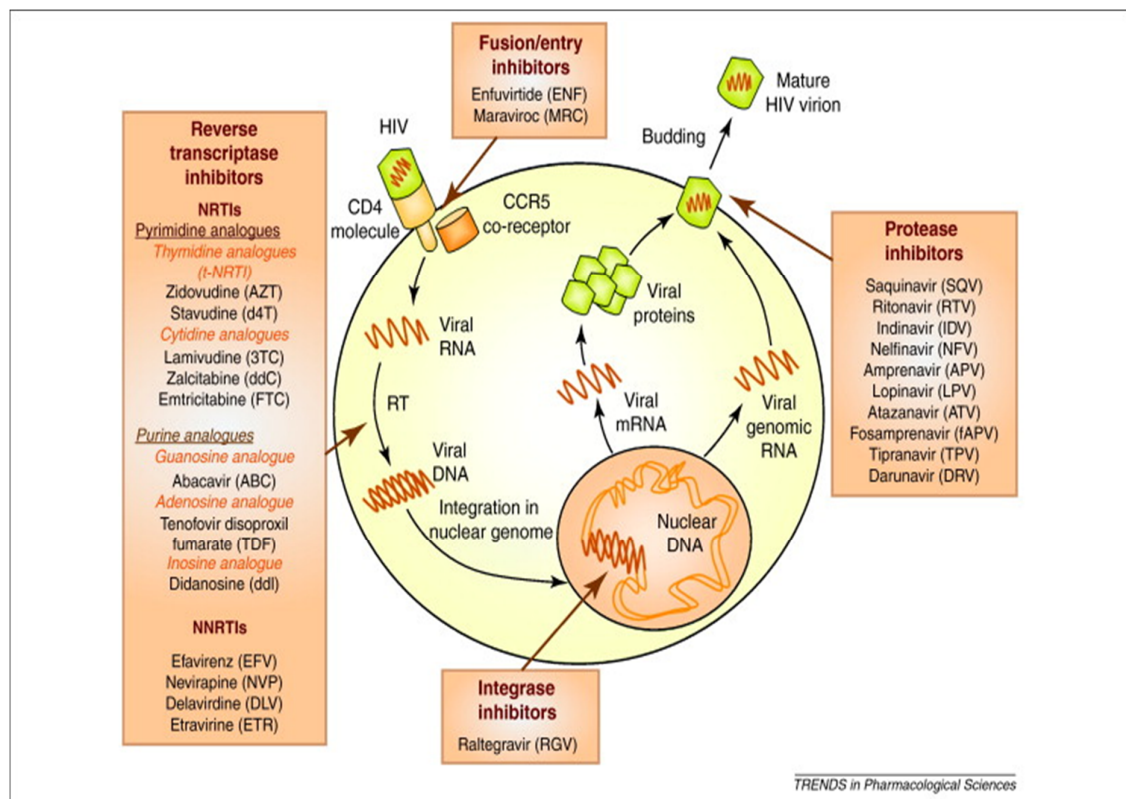 Fusion/entry
inhibitors
Enfuvirtide (ENF)
Maraviroc (MRC)
Mature
HIV virion
Budding
HIV
CD4
molecule
CCR5
co-receptor
Reverse
transcriptase
inhibitors
NRTIs
Pyrimidine analogues
Thymidine analogues
(t-NRTI)
Zidovudine (AZT)
Stavudine (d4T)
Cytidine analogues
Lamivudine (3TC)
Zalcitabine (ddC)
Emtricitabine (FTC)
Purine analogues
Guanosine analogue
Abacavir (ABC)
Adenosine analogue
Tenofovir disoproxil
fumarate (TDF)
Inosine analogue
Didanosine (ddI)
NNRTIs
Efavirenz (EFV)
Nevirapine (NVP)
Delavirdine (DLV)
Etravirine (ETR)
Viral
RNA
RT
Viral
DNA
Integration in
nuclear genome
Nuclear
DNA
Viral
mRNA
Viral
proteins
Viral
genomic
RNA
Protease
inhibitors
Saquinavir (SQV)
Ritonavir (RTV)
Indinavir (IDV)
Nelfinavir (NFV)
Amprenavir (APV)
Lopinavir (LPV)
Atazanavir (ATV)
Fosamprenavir (fAPV)
Tipranavir (TPV)
Darunavir (DRV)
Integrase
inhibitors
Raltegravir (RGV)
TRENDS in Pharmacological Sciences